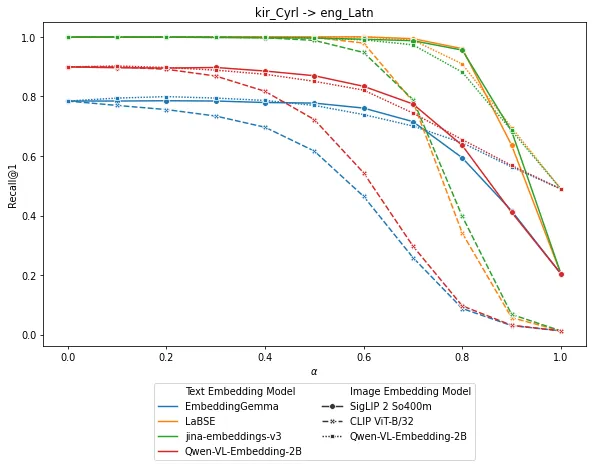 kir_Cyrl -> eng_Latn
Recall@1
1.0
0.8
0.6
0.4
0.2
0.0
0.0 0.2 0.4 0.6 0.8 1.0
α
Text Embedding Model
EmbeddingGemma
LaBSE
jina-embeddings-v3
Qwen-VL-Embedding-2B
Image Embedding Model
SigLIP 2 So400m
CLIP ViT-B/32
Qwen-VL-Embedding-2B